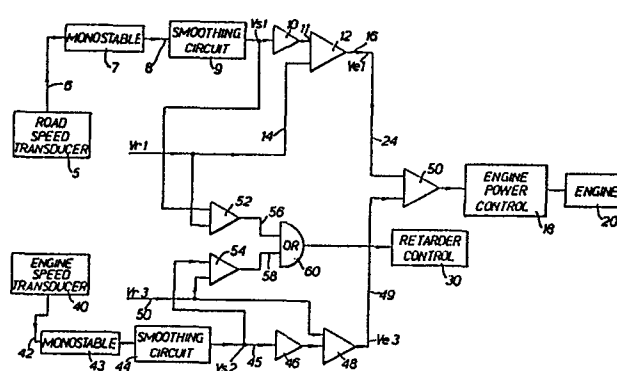 MONOSTABLE
7
8
SMOOTHING
CIRCUIT
9
Vs1
10
11
12
16
Ve1
6
ROAD
SPEED
TRANSDUCER
5
14
24
Vr1
50
ENGINE
POWER
CONTROL
18
ENGINE
20
52
56
OR
60
54
58
RETARDER
CONTROL
30
ENGINE
SPEED
TRANSDUCER
40
Vr3
50
49
42
MONOSTABLE
43
SMOOTHING
CIRCUIT
44
Vs2
45
46
48
Ve3